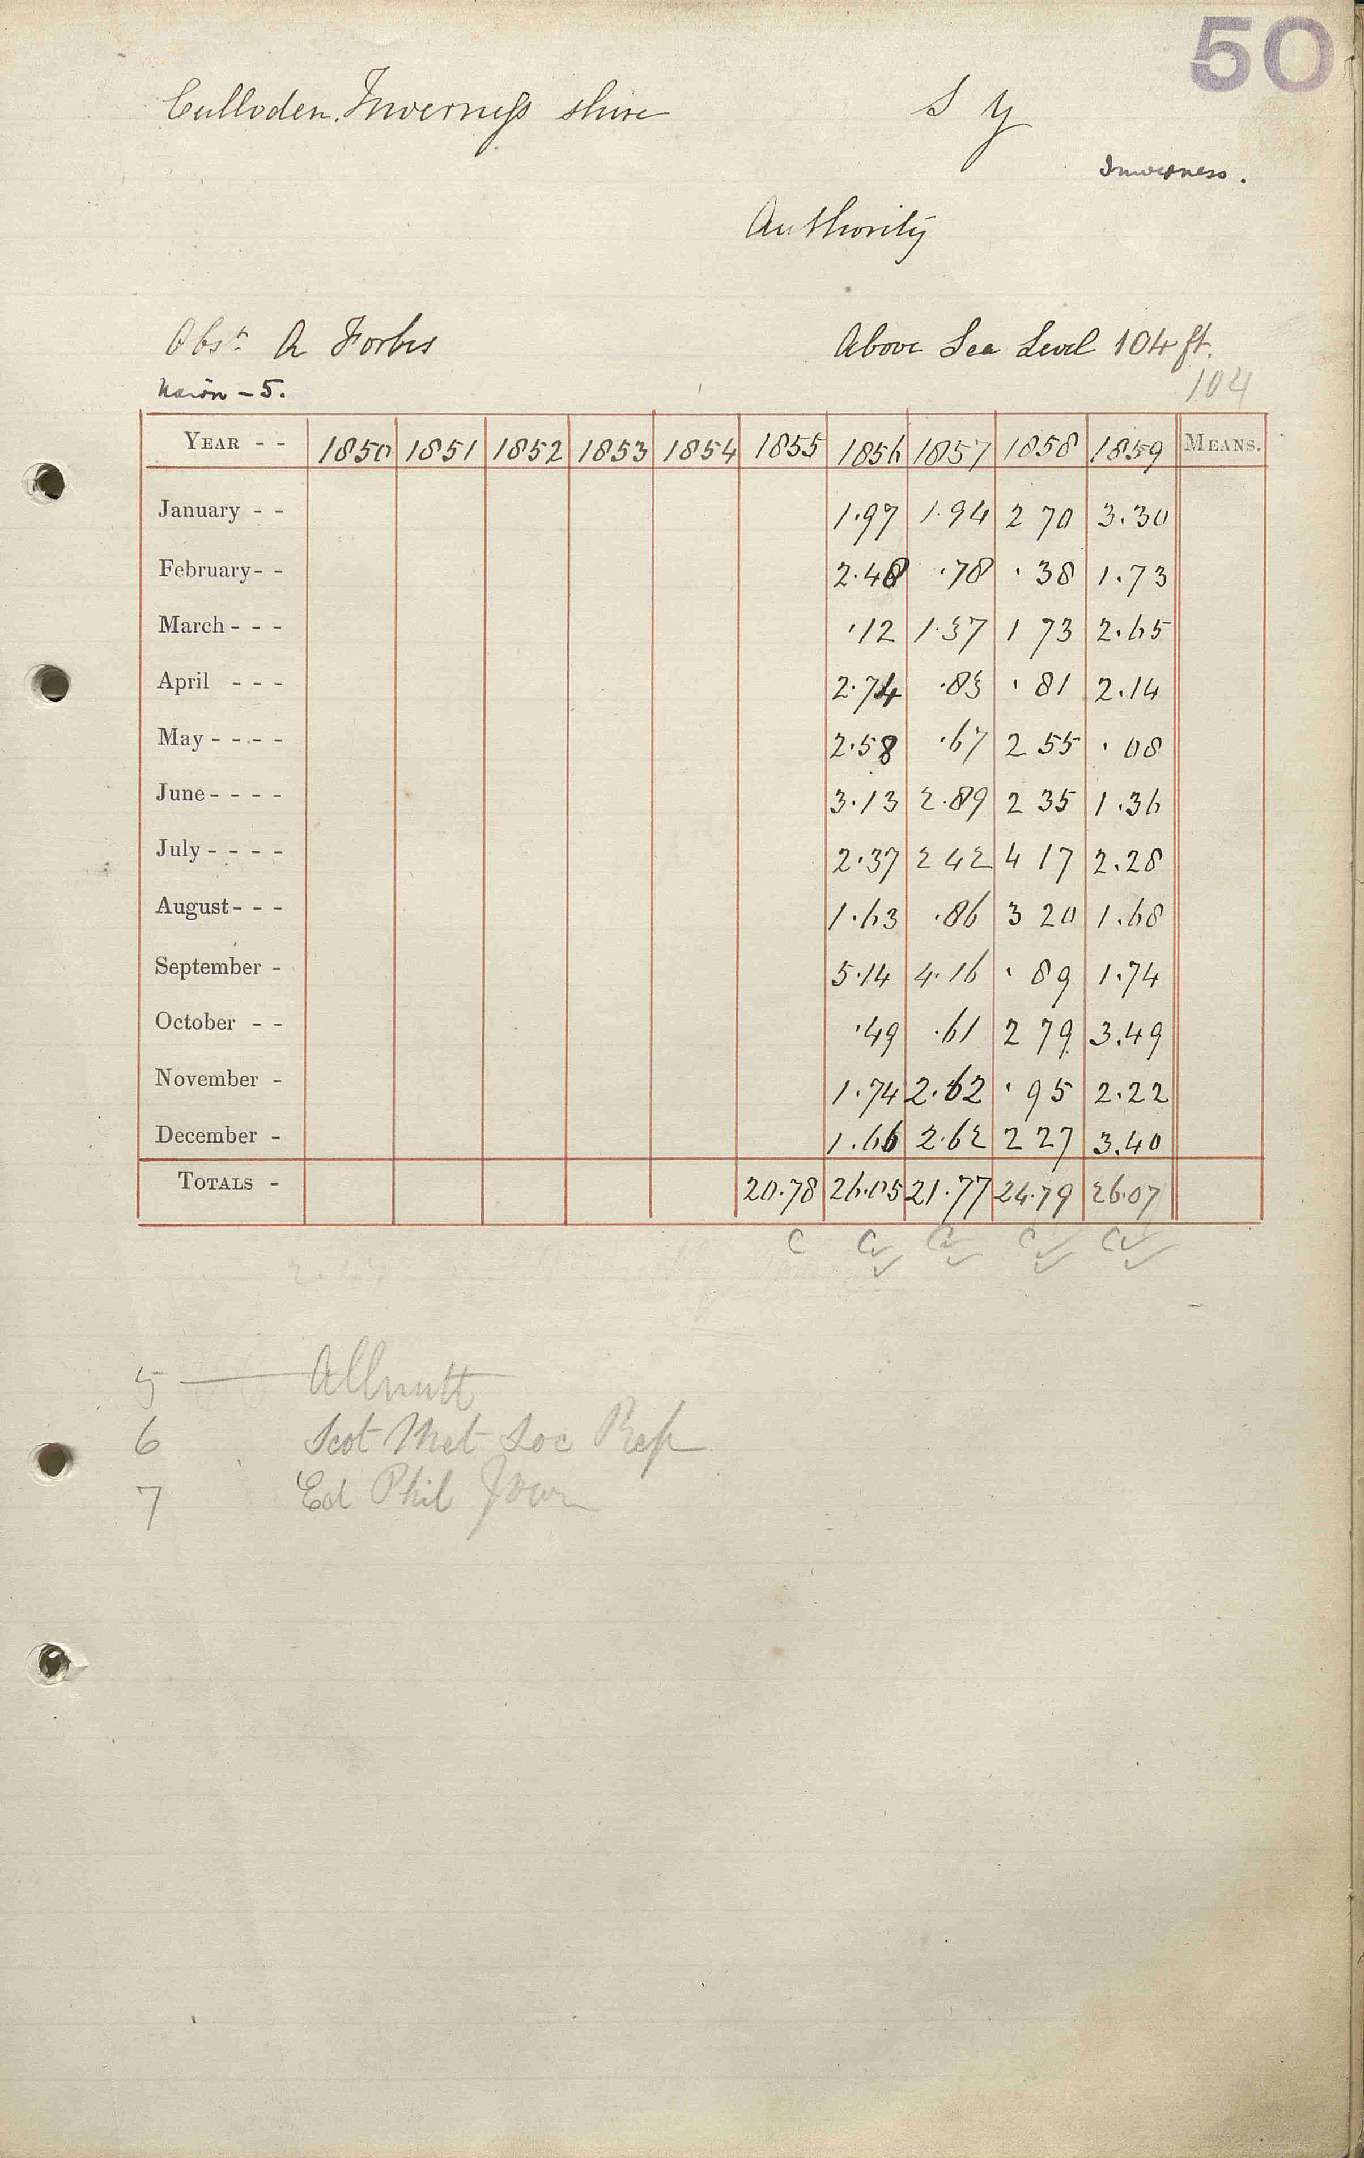 50
Culloden. Inverness shire S Y
Inverness.
Authority
Obsr A Forbes Above Sea Level 104 ft.
Nairn - 5. 104
YEAR - - 1850 1851 1852 1853 1854 1855 1856 1857 1858 1859 MEANS.
January - - 1.97 1.94 2 70 3.30
February - - 2.48 .78 . 38 1.73
March - - - .12 1.37 1 73 2.65
April - - - 2.74 .83 . 81 2.14
May - - - - 2.58 .67 2 55 . 08
June - - - - 3.13 2.89 2 35 1.36
July - - - - 2.37 2 42 4 17 2.28
August - - - 1.63 .86 3 20 1.68
September - 5.14 4.16 . 89 1.74
October - - .49 .61 2 79 3.49
November - 1.74 2.62 . 95 2.22
December - 1.66 2.62 2 27 3.40
TOTALS - 20.78 26.05 21.77 24.79 26.07
C C C C C
5 — Allnutt
6 Scot Met Soc Rep
7 Ed Phil Jour